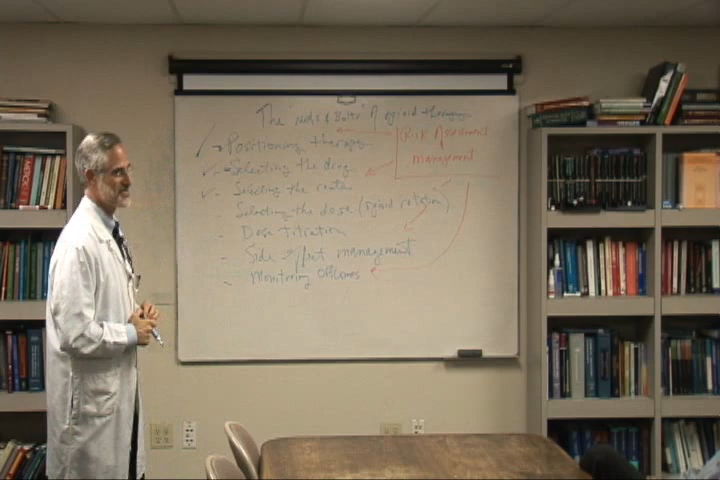 The "Nuts & Bolts" of opioid therapy
Risk Assessment
management
- Positioning therapy
- Selecting the drug
- Selecting the route
- Selecting the dose (opioid rotation)
- Dose titration
- Side effect management
- Monitoring Outcomes